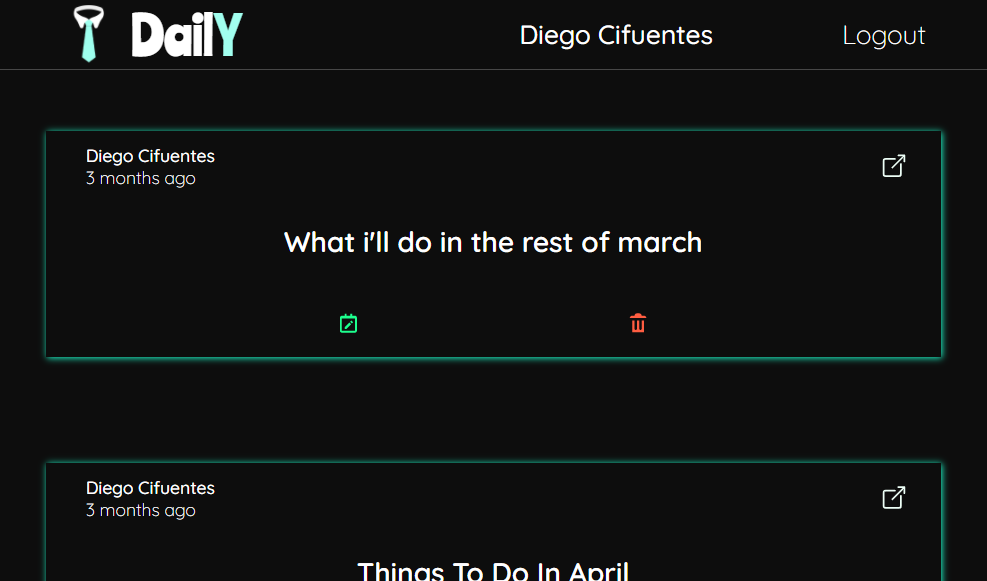 DailY
Diego Cifuentes
Logout
Diego Cifuentes
3 months ago
What i'll do in the rest of march
Diego Cifuentes
3 months ago
Things To Do In April